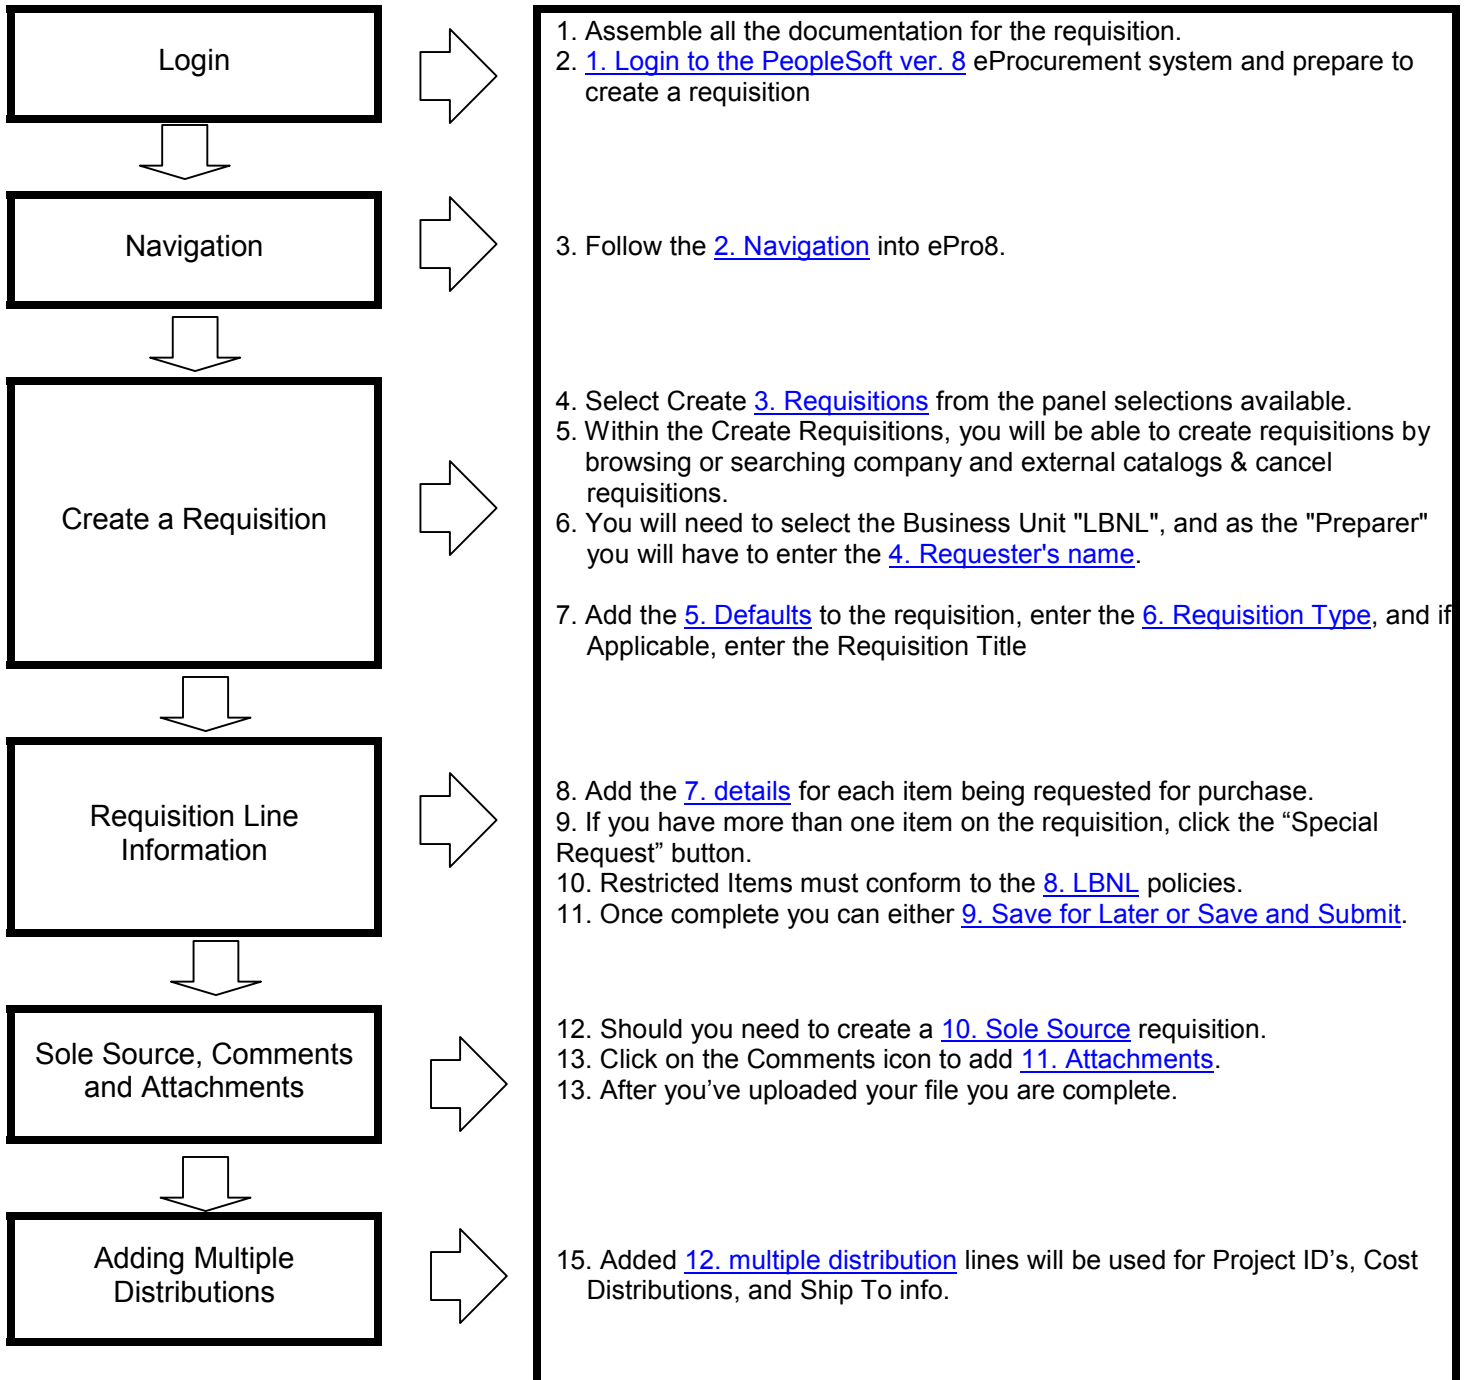 Login
1. Assemble all the documentation for the requisition.
2. 1. Login to the PeopleSoft ver. 8 eProcurement system and prepare to
create a requisition
Navigation
3. Follow the 2. Navigation into ePro8.
Create a Requisition
4. Select Create 3. Requisitions from the panel selections available.
5. Within the Create Requisitions, you will be able to create requisitions by
browsing or searching company and external catalogs & cancel
requisitions.
6. You will need to select the Business Unit "LBNL", and as the "Preparer"
you will have to enter the 4. Requester's name.
7. Add the 5. Defaults to the requisition, enter the 6. Requisition Type, and if
Applicable, enter the Requisition Title
Requisition Line
Information
8. Add the 7. details for each item being requested for purchase.
9. If you have more than one item on the requisition, click the “Special
Request” button.
10. Restricted Items must conform to the 8. LBNL policies.
11. Once complete you can either 9. Save for Later or Save and Submit.
Sole Source, Comments
and Attachments
12. Should you need to create a 10. Sole Source requisition.
13. Click on the Comments icon to add 11. Attachments.
13. After you’ve uploaded your file you are complete.
Adding Multiple
Distributions
15. Added 12. multiple distribution lines will be used for Project ID’s, Cost
Distributions, and Ship To info.